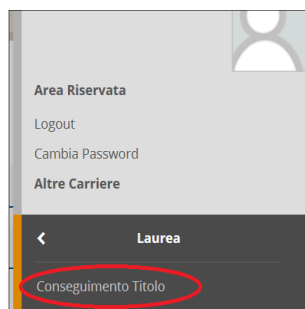 Area Riservata
Logout
Cambia Password
Altre Carriere
Laurea
Conseguimento Titolo